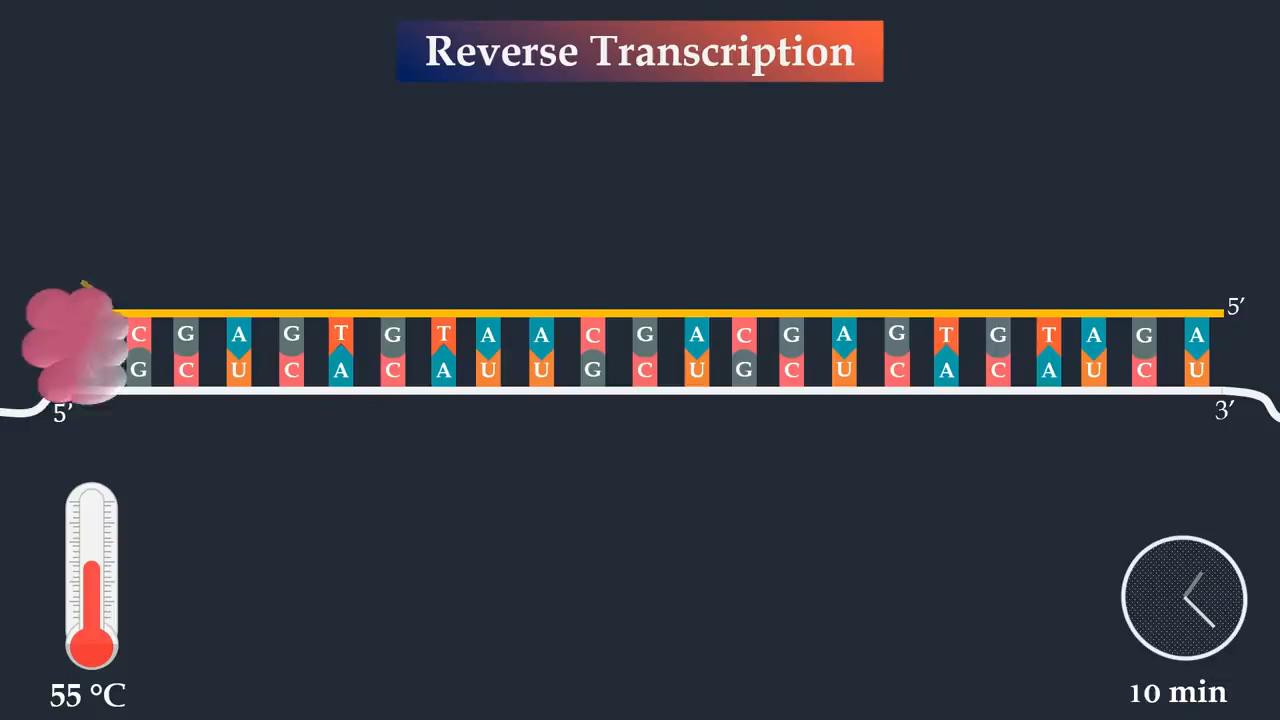 Reverse Transcription
5′
C G A G T G T A A C G A C G A G T G T A G A
G C U C A C A U U G C U G C U C A C A U C U
5′ 3′
55 °C
10 min